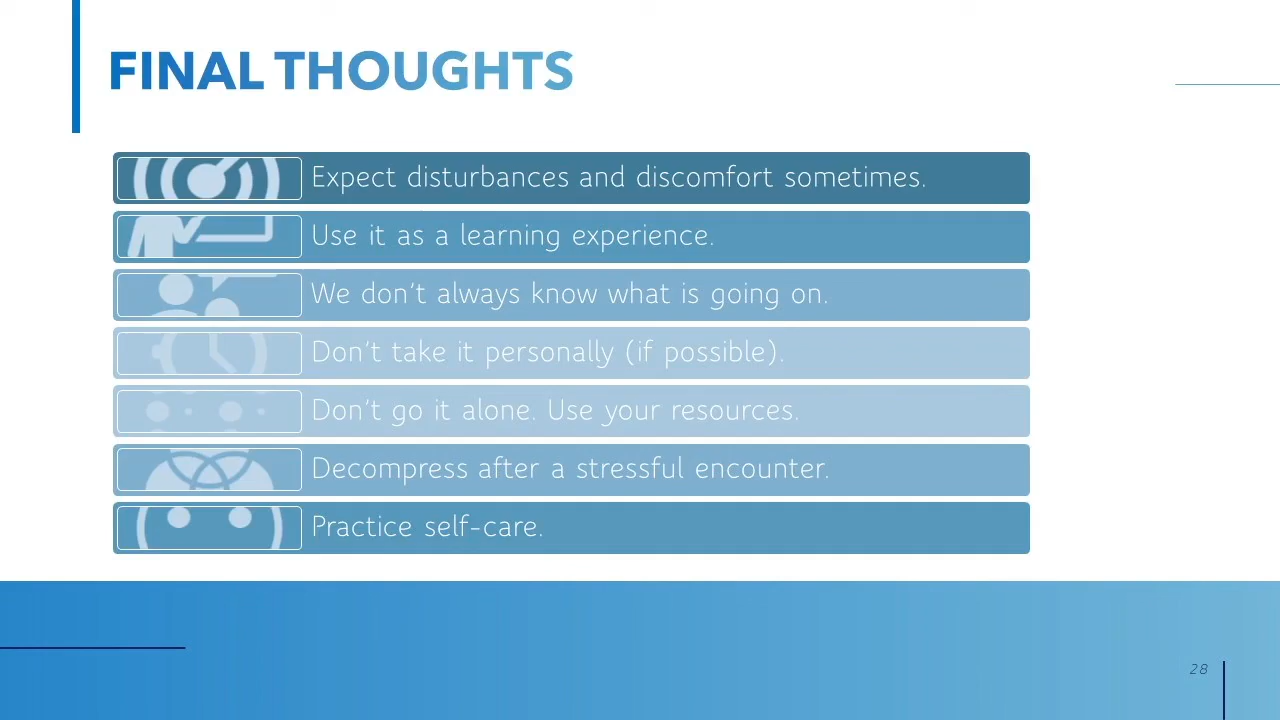 FINAL THOUGHTS
Expect disturbances and discomfort sometimes.
Use it as a learning experience.
We don't always know what is going on.
Don't take it personally (if possible).
Don't go it alone. Use your resources.
Decompress after a stressful encounter.
Practice self-care.
28